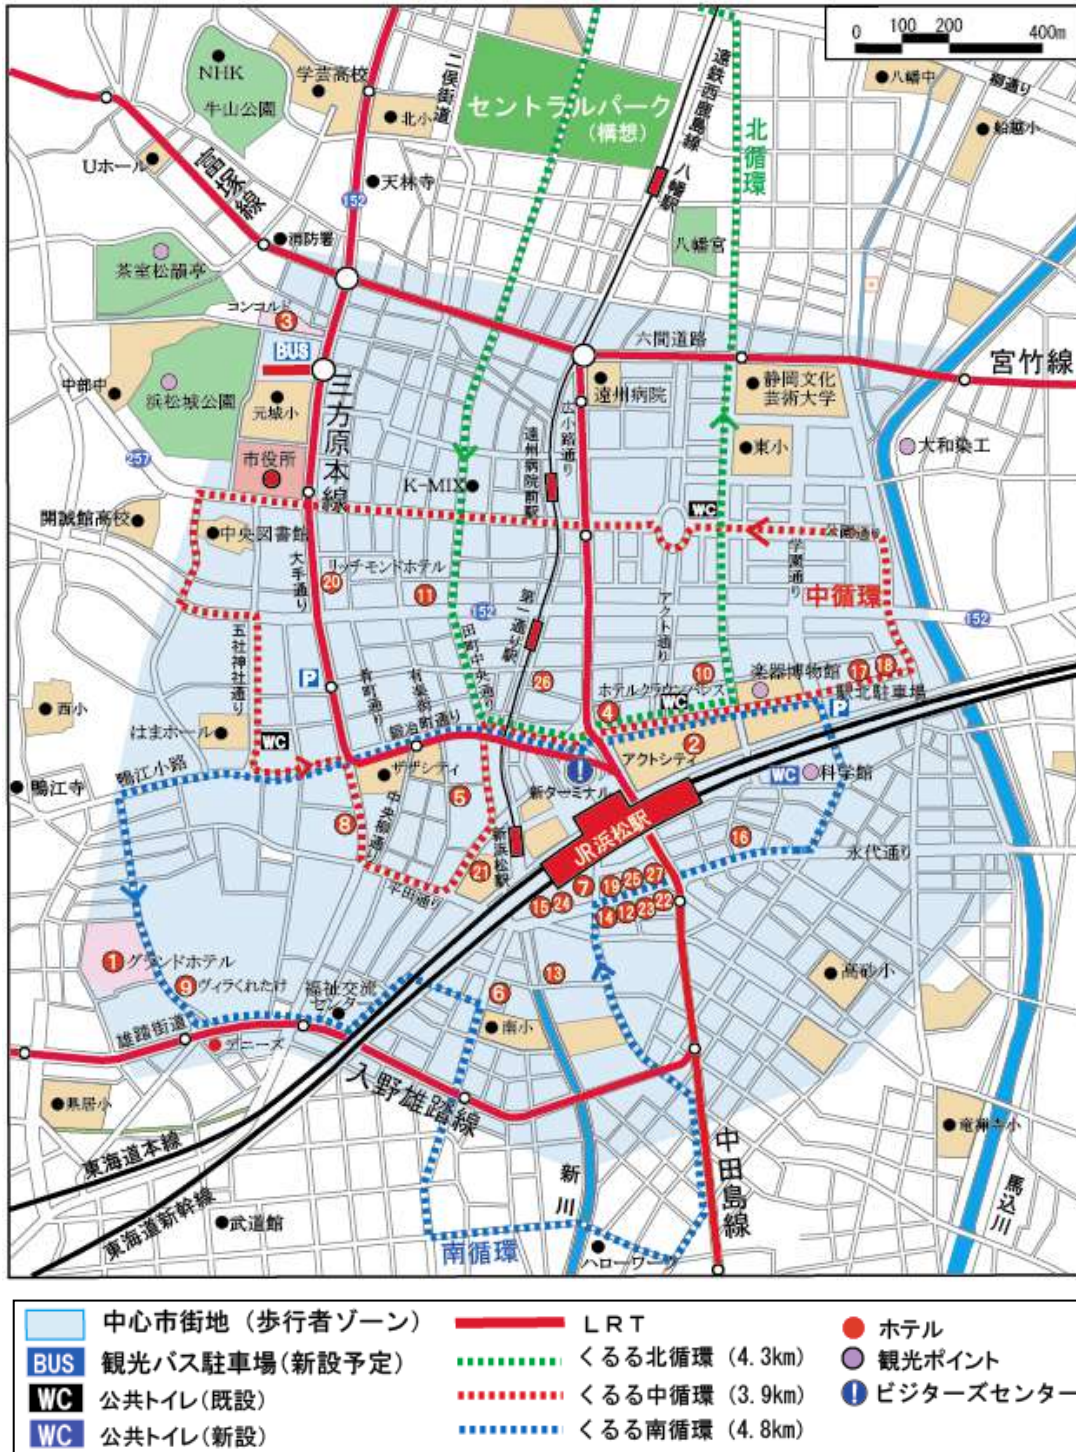 100 200
0 400m
NHK
学芸高校
牛山公園
北小
二俣街道
セントラルパーク
(構想)
遠鉄西鹿島線
八幡駅
北循環
八幡中
船越小
Uホール
富塚線
152
天林寺
消防署
八幡宮
茶室松韻亭
コンコルド
3
BUS
六間道路
宮竹線
中部中
浜松城公園
元城小
三方原本線
遠州病院
広小路通り
静岡文化
芸術大学
257
市役所
K-MIX
遠州病院前駅
東小
大和染工
WC
開誠館高校
中央図書館
大手通り
リッチモンドホテル
20
11
152
第一通り駅
アクト通り
学園通り
中循環
152
五社神社通り
P
肴町通り
有楽街通り
田町中央通り
鍛冶町通り
26
10
ホテルクラウンパレス
WC
4
楽器博物館
17
18
駅北駐車場
P
西小
はまホール
WC
鴨江小路
ザザシティ
2
アクトシティ
新ターミナル
WC
科学館
鴨江寺
8
中央柳通り
5
新浜松駅
JR浜松駅
16
永代通り
平田通り
21
7
19
25
27
15
24
14
12
23
22
1
グランドホテル
9
ヴィラくれたけ
福祉交流
センター
13
6
高砂小
雄踏街道
デニーズ
南小
県居小
入野雄踏線
東海道本線
東海道新幹線
武道館
南循環
新川
ハローワーク
中田島線
竜禅寺小
馬込川
中心市街地 (歩行者ゾーン)
BUS 観光バス駐車場(新設予定)
WC 公共トイレ(既設)
WC 公共トイレ(新設)
LRT
くるる北循環 (4.3km)
くるる中循環 (3.9km)
くるる南循環 (4.8km)
ホテル
観光ポイント
ビジターズセンター